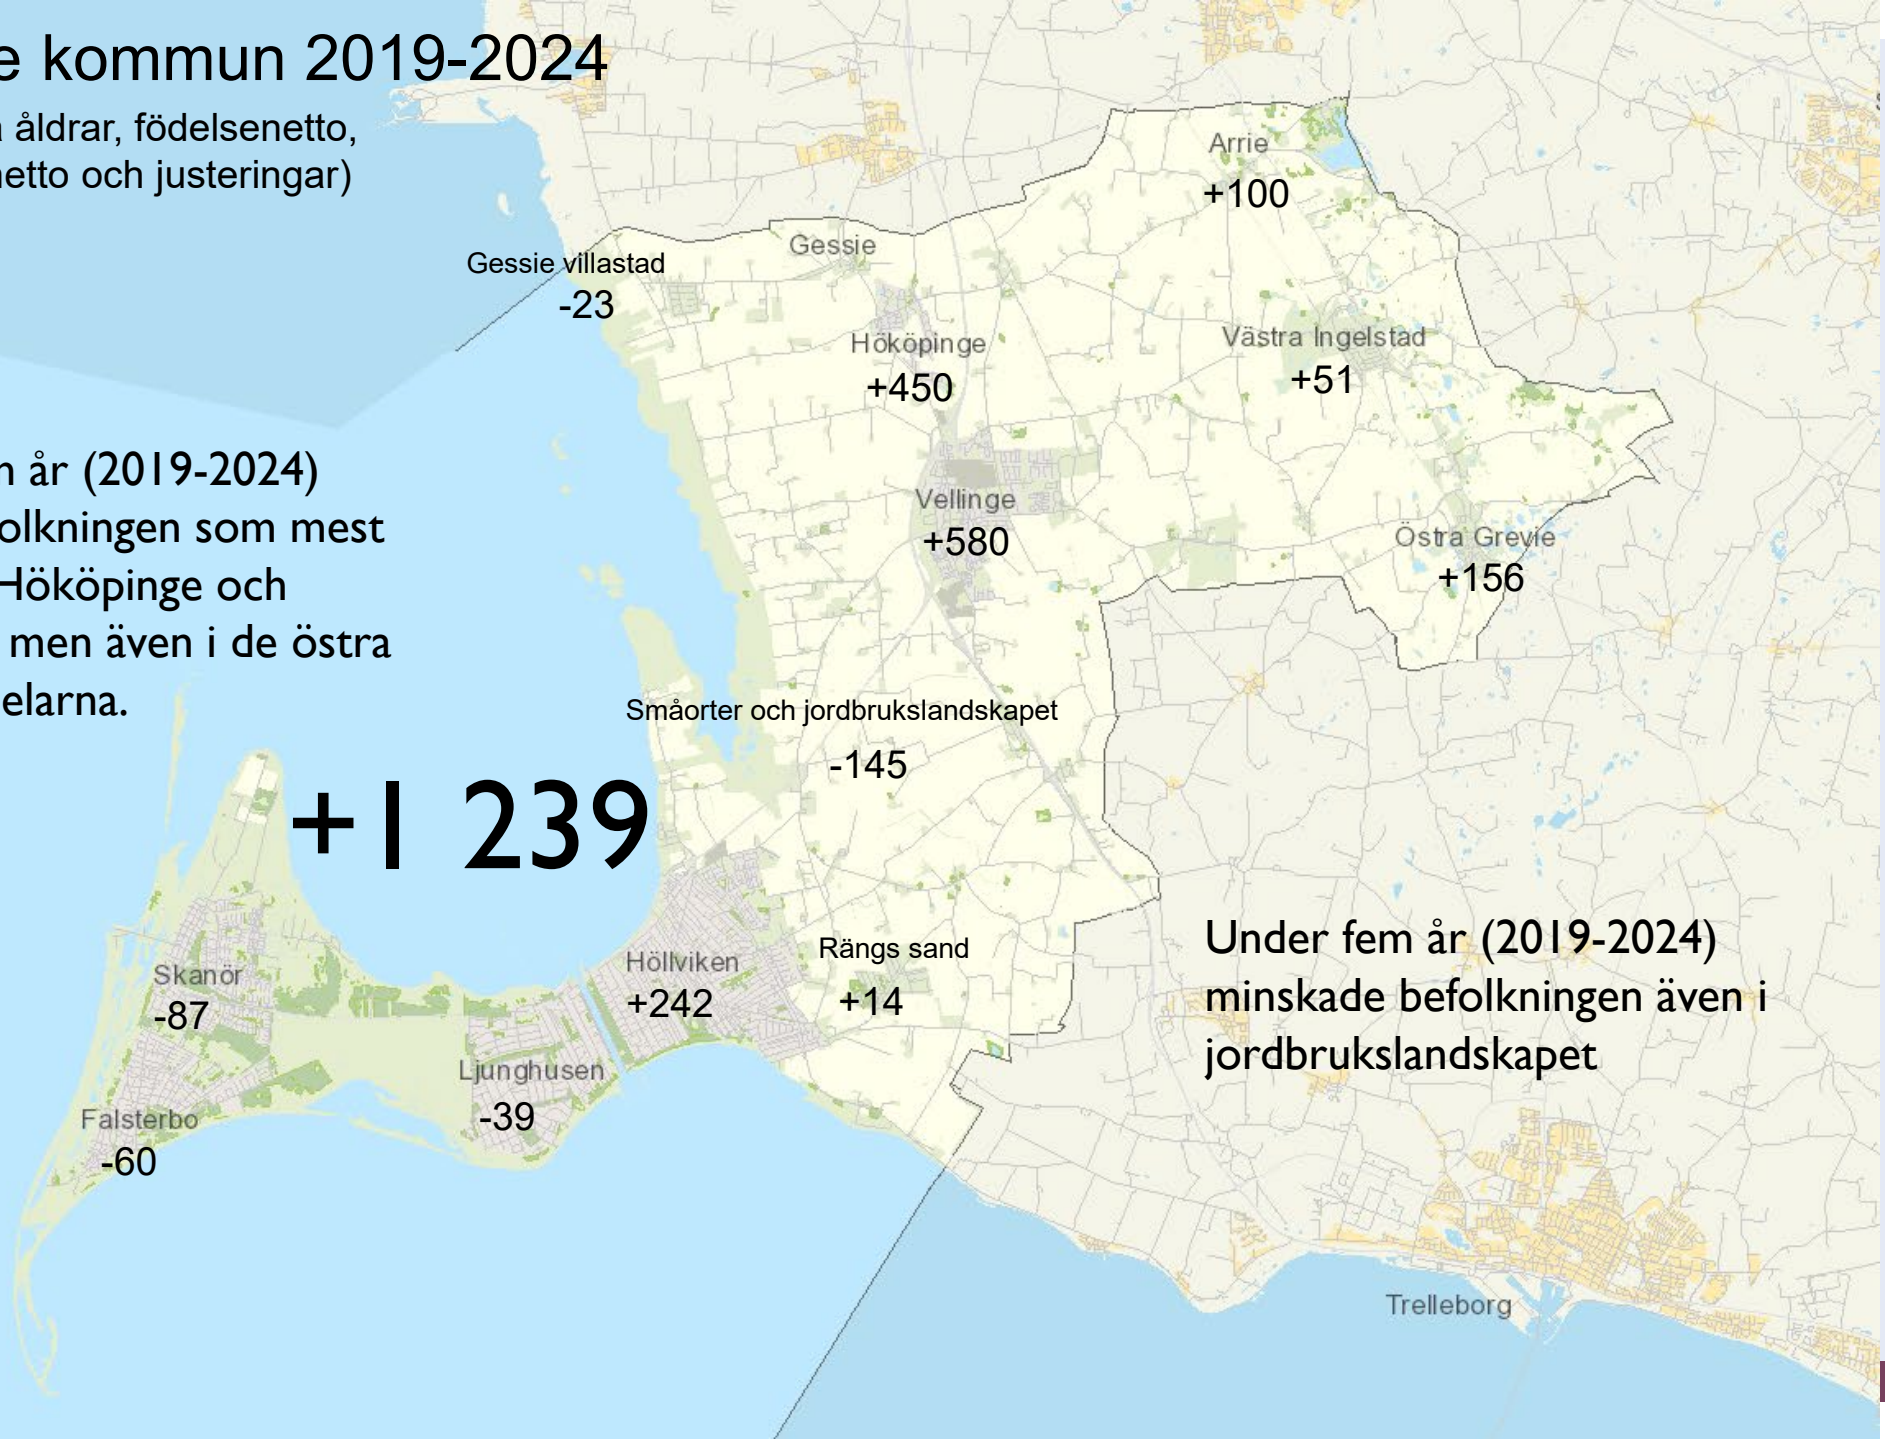 e kommun 2019-2024
åldrar, födelsenetto,
netto och justeringar)
Arrie
+100
Gessie
Gessie villastad
-23
Hököpinge
+450
Västra Ingelstad
+51
år (2019-2024)
olkningen som mest
Hököpinge och
men även i de östra
elarna.
Vellinge
+580
Östra Grevie
+156
Småorter och jordbrukslandskapet
-145
+1 239
Under fem år (2019-2024)
minskade befolkningen även i
jordbrukslandskapet
Skanör
-87
Höllviken
+242
Rängs sand
+14
Ljunghusen
-39
Falsterbo
-60
Trelleborg